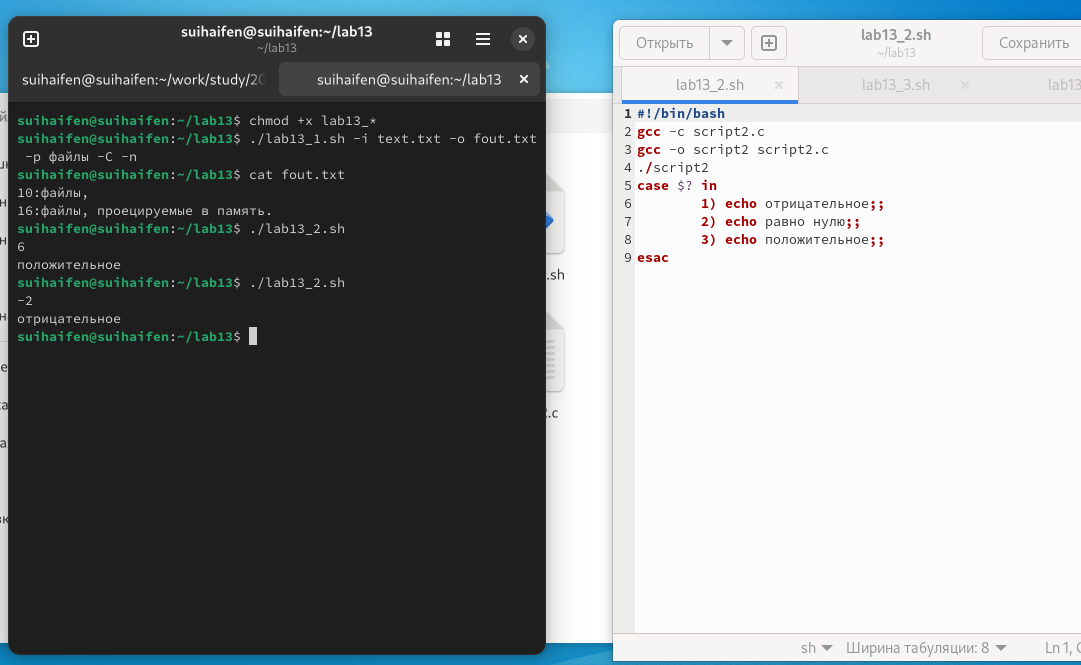 suihaifen@suihaifen:~/lab13
~/lab13
suihaifen@suihaifen:~/work/study/20
suihaifen@suihaifen:~/lab13
suihaifen@suihaifen:~/lab13$ chmod +x lab13_*
suihaifen@suihaifen:~/lab13$ ./lab13_1.sh -i text.txt -o fout.txt
-p файлы -C -n
suihaifen@suihaifen:~/lab13$ cat fout.txt
10:файлы,
16:файлы, проецируемые в память.
suihaifen@suihaifen:~/lab13$ ./lab13_2.sh
6
положительное
suihaifen@suihaifen:~/lab13$ ./lab13_2.sh
-2
отрицательное
suihaifen@suihaifen:~/lab13$
.sh
.c
Открыть
lab13_2.sh
~/lab13
Сохранить
lab13_2.sh
lab13_3.sh
lab13
1 #!/bin/bash
2 gcc -c script2.c
3 gcc -o script2 script2.c
4 ./script2
5 case $? in
6 1) echo отрицательное;;
7 2) echo равно нулю;;
8 3) echo положительное;;
9 esac
sh
Ширина табуляции: 8
Ln 1,